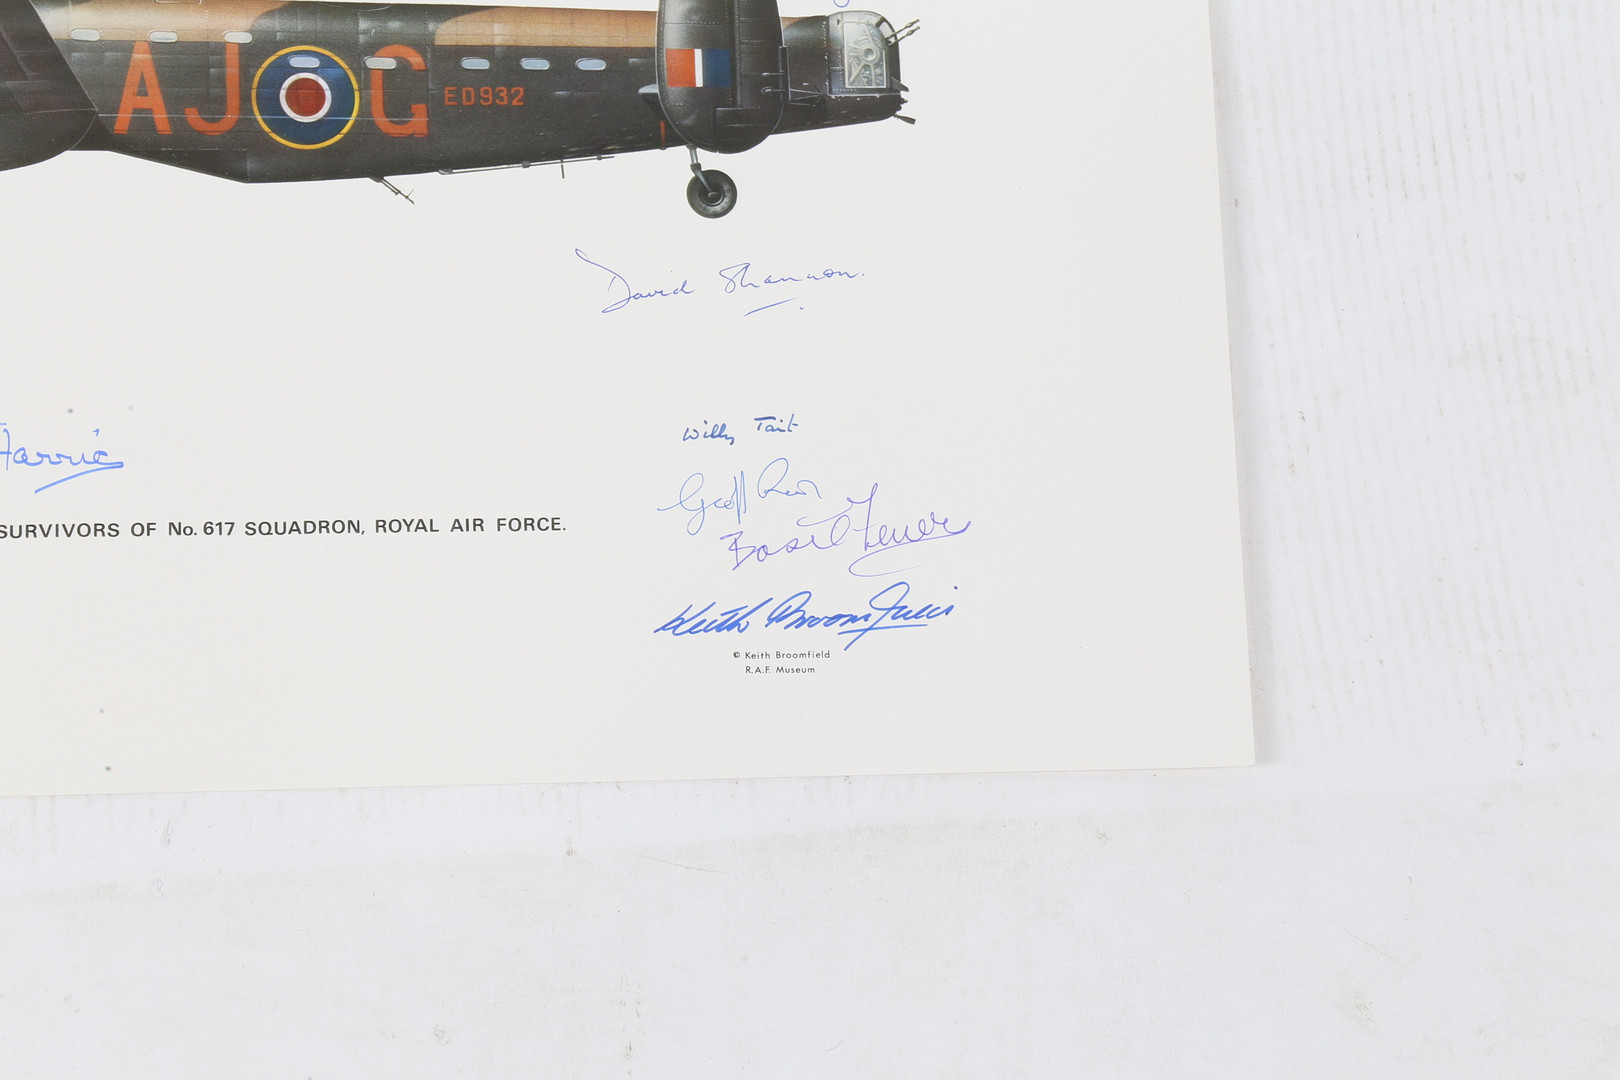 AJ G ED932
David Shannon.
Willy Tait
Harris
Geoff Rice
SURVIVORS OF No. 617 SQUADRON, ROYAL AIR FORCE.
Basil Feneron
Keith Broomfield
© Keith Broomfield
R.A.F. Museum